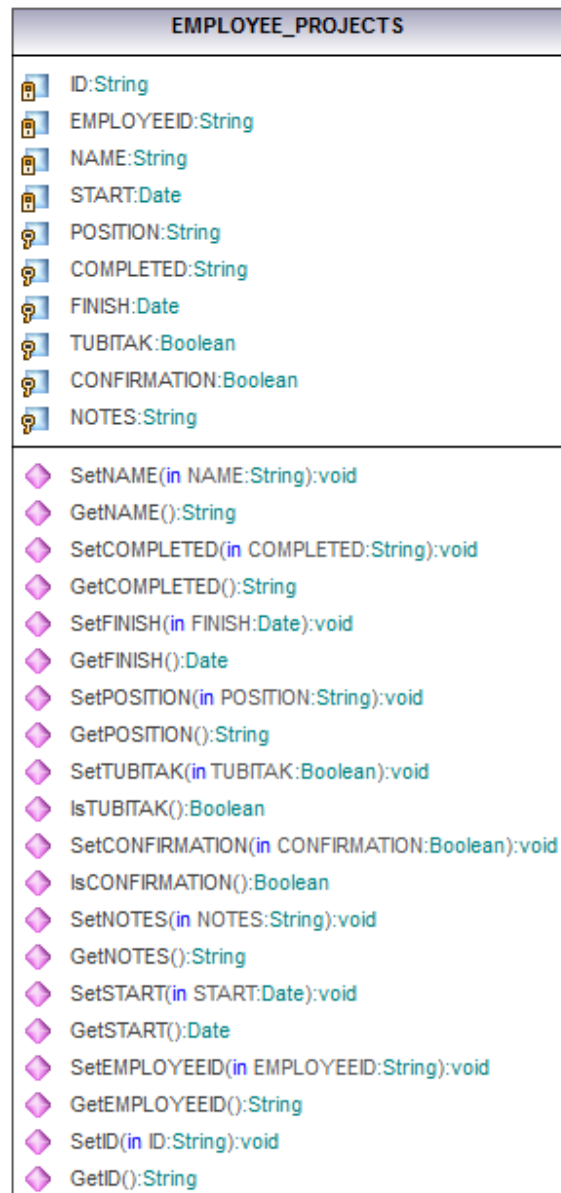 EMPLOYEE_PROJECTS
ID:String
EMPLOYEEID:String
NAME:String
START:Date
POSITION:String
COMPLETED:String
FINISH:Date
TUBITAK:Boolean
CONFIRMATION:Boolean
NOTES:String
SetNAME(in NAME:String):void
GetNAME():String
SetCOMPLETED(in COMPLETED:String):void
GetCOMPLETED():String
SetFINISH(in FINISH:Date):void
GetFINISH():Date
SetPOSITION(in POSITION:String):void
GetPOSITION():String
SetTUBITAK(in TUBITAK:Boolean):void
IsTUBITAK():Boolean
SetCONFIRMATION(in CONFIRMATION:Boolean):void
IsCONFIRMATION():Boolean
SetNOTES(in NOTES:String):void
GetNOTES():String
SetSTART(in START:Date):void
GetSTART():Date
SetEMPLOYEEID(in EMPLOYEEID:String):void
GetEMPLOYEEID():String
SetID(in ID:String):void
GetID():String